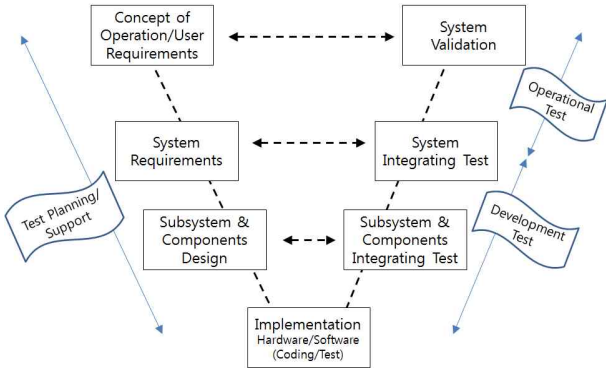 Concept of
Operation/User
Requirements
System
Validation
Operational
Test
System
Requirements
System
Integrating Test
Test Planning/
Support
Subsystem &
Components
Design
Subsystem &
Components
Integrating Test
Development
Test
Implementation
Hardware/Software
(Coding/Test)